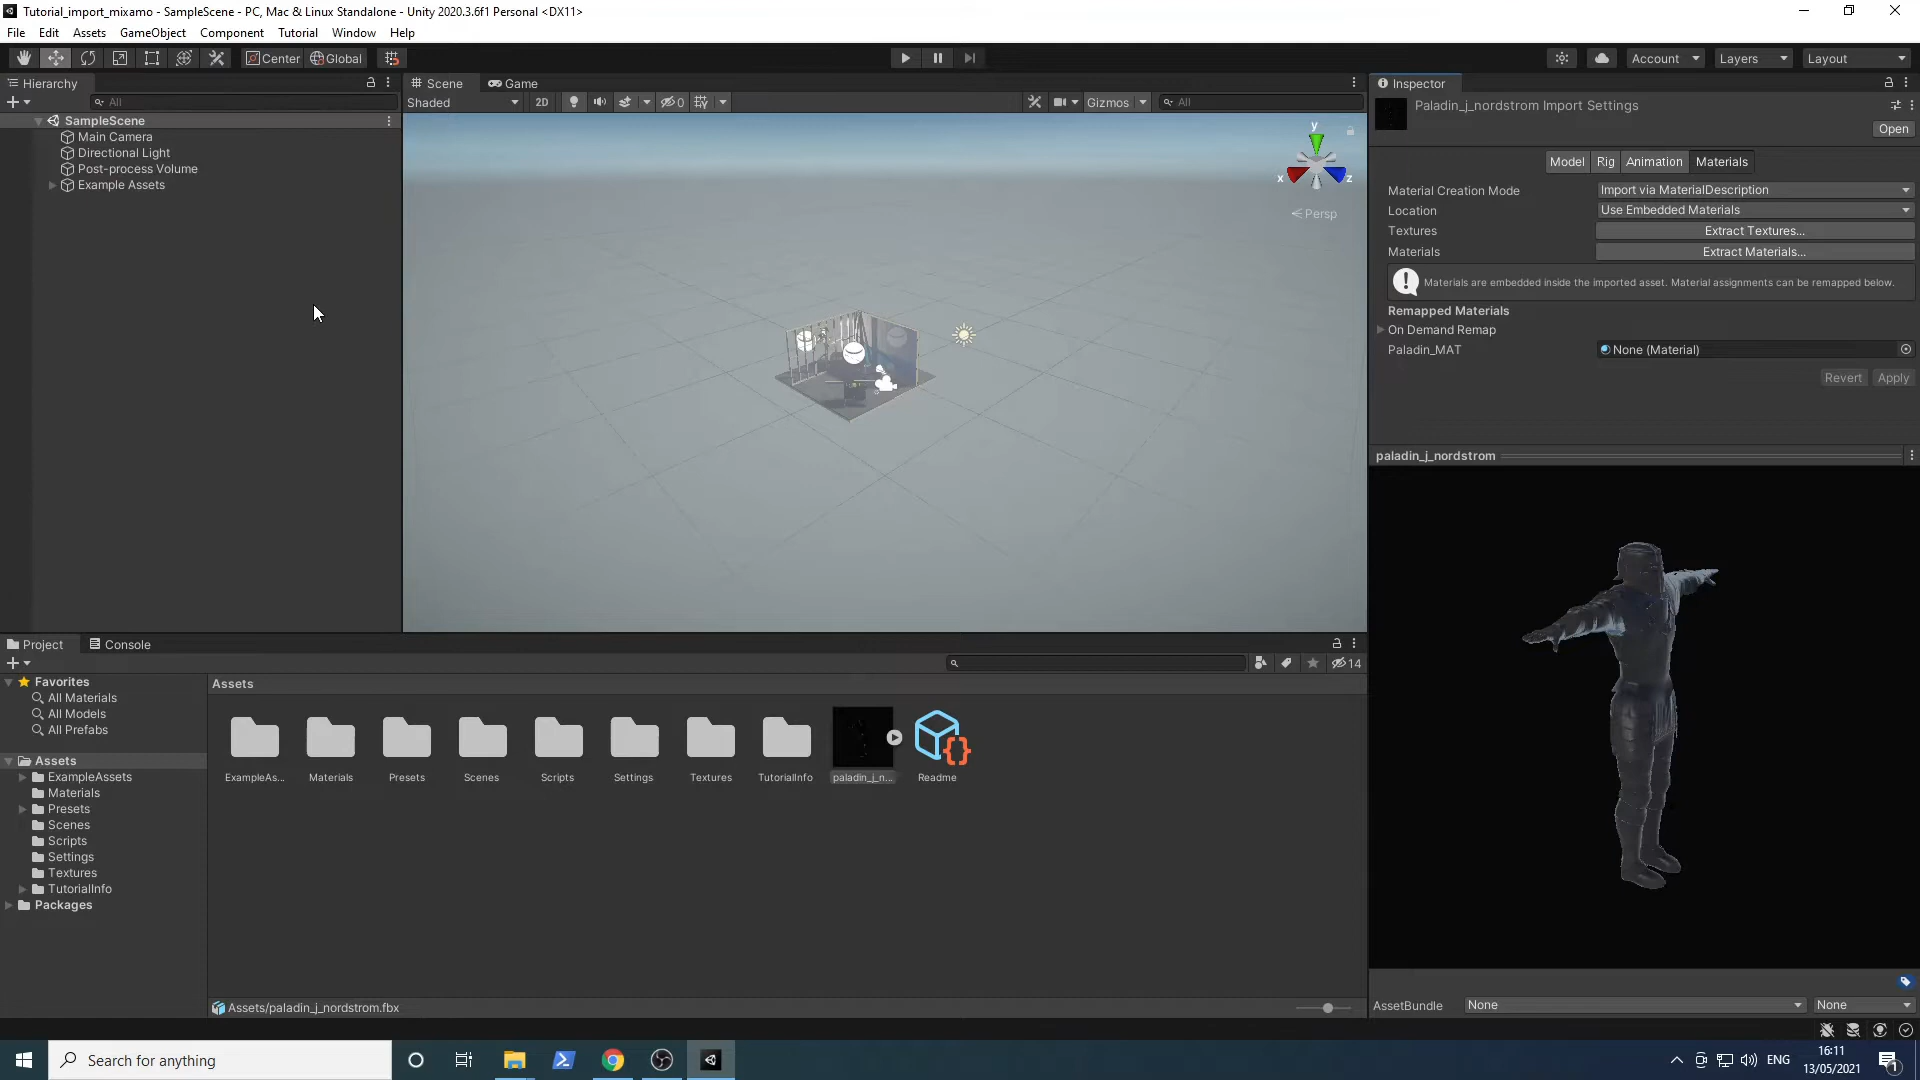 Tutorial_import_mixamo - SampleScene - PC, Mac & Linux Standalone - Unity 2020.3.6f1 Personal <DX11>
File Edit Assets GameObject Component Tutorial Window Help
Center Global Account Layers Layout
Hierarchy
All
SampleScene
Main Camera
Directional Light
Post-process Volume
Example Assets
Scene Game
Shaded 2D 0 Gizmos All
y
x z
Persp
Inspector
Paladin_j_nordstrom Import Settings
Open
Model Rig Animation Materials
Material Creation Mode Import via MaterialDescription
Location Use Embedded Materials
Textures Extract Textures...
Materials Extract Materials...
Materials are embedded inside the imported asset. Material assignments can be remapped below.
Remapped Materials
On Demand Remap
Paladin_MAT None (Material)
Revert Apply
paladin_j_nordstrom
AssetBundle None None
Project Console
14
Favorites
All Materials
All Models
All Prefabs
Assets
ExampleAssets
Materials
Presets
Scenes
Scripts
Settings
Textures
TutorialInfo
Packages
Assets
ExampleAs... Materials Presets Scenes Scripts Settings Textures TutorialInfo paladin_j_n... Readme
Assets/paladin_j_nordstrom.fbx
Search for anything
ENG
16:11
13/05/2021
1